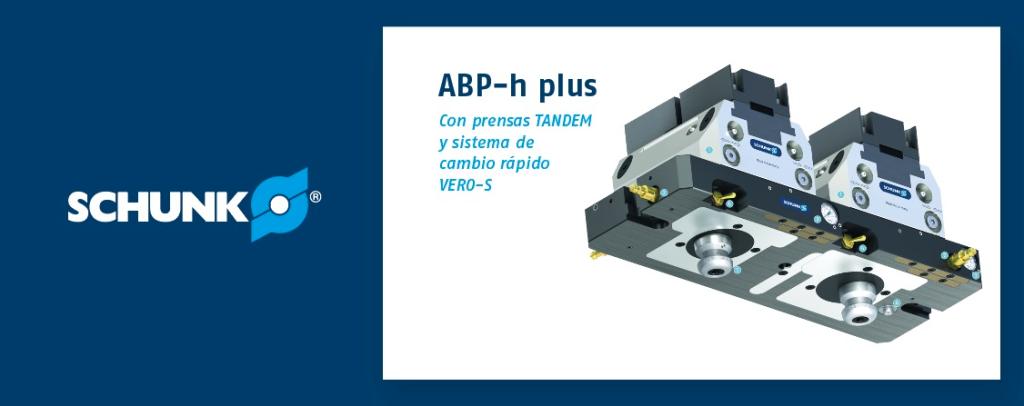 SCHUNK®
ABP-h plus
Con prensas TANDEM
y sistema de
cambio rápido
VERO-S
SCHUNK
SCHUNK
SCHUNK